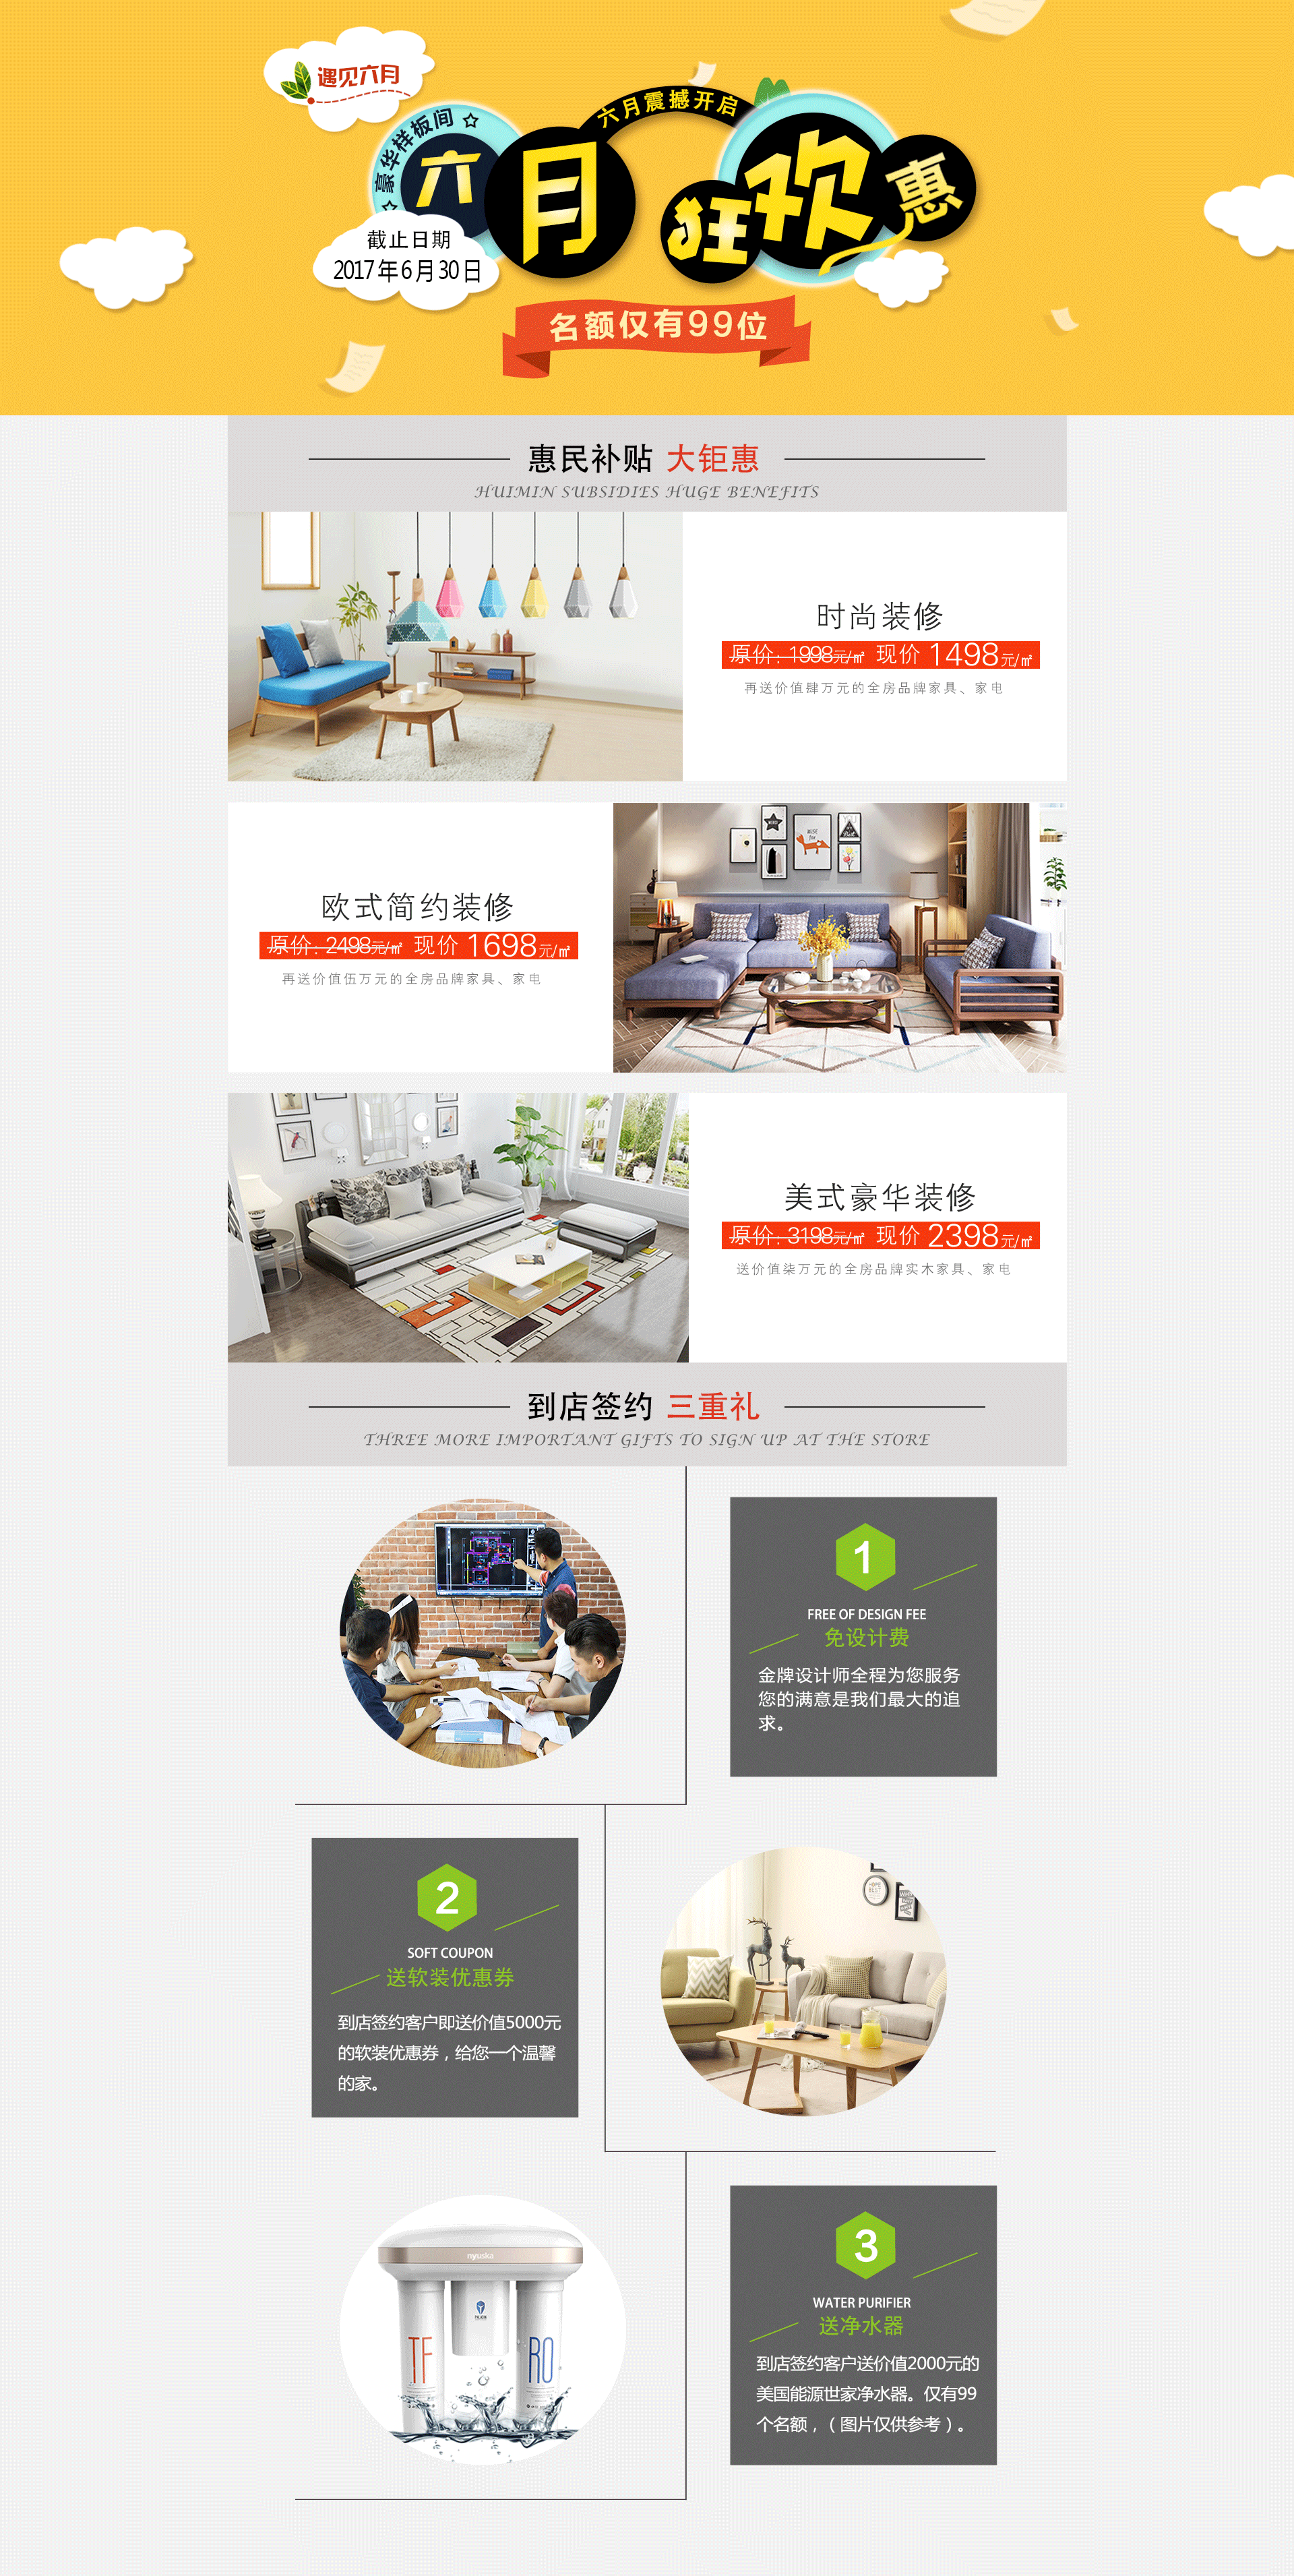 遇见六月
豪华样板间
六月震撼开启
六月狂欢惠
截止日期
2017年6月30日
名额仅有99位
惠民补贴 大钜惠
HUIMIN SUBSIDIES HUGE BENEFITS
时尚装修
原价：1998元/㎡ 现价 1498元/㎡
再送价值肆万元的全房品牌家具、家电
欧式简约装修
原价：2498元/㎡ 现价 1698元/㎡
再送价值伍万元的全房品牌家具、家电
美式豪华装修
原价：3198元/㎡ 现价 2398元/㎡
送价值柒万元的全房品牌实木家具、家电
到店签约 三重礼
THREE MORE IMPORTANT GIFTS TO SIGN UP AT THE STORE
1
FREE OF DESIGN FEE
免设计费
金牌设计师全程为您服务
您的满意是我们最大的追
求。
2
SOFT COUPON
送软装优惠券
到店签约客户即送价值5000元
的软装优惠券，给您一个温馨
的家。
nyuska
TF
RO
3
WATER PURIFIER
送净水器
到店签约客户送价值2000元的
美国能源世家净水器。仅有99
个名额，（图片仅供参考）。